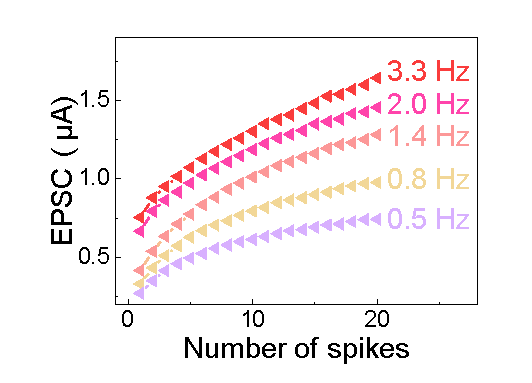 3.3 Hz
2.0 Hz
1.4 Hz
0.8 Hz
0.5 Hz
1.5
1.0
0.5
EPSC ( μA)
0
10
20
Number of spikes